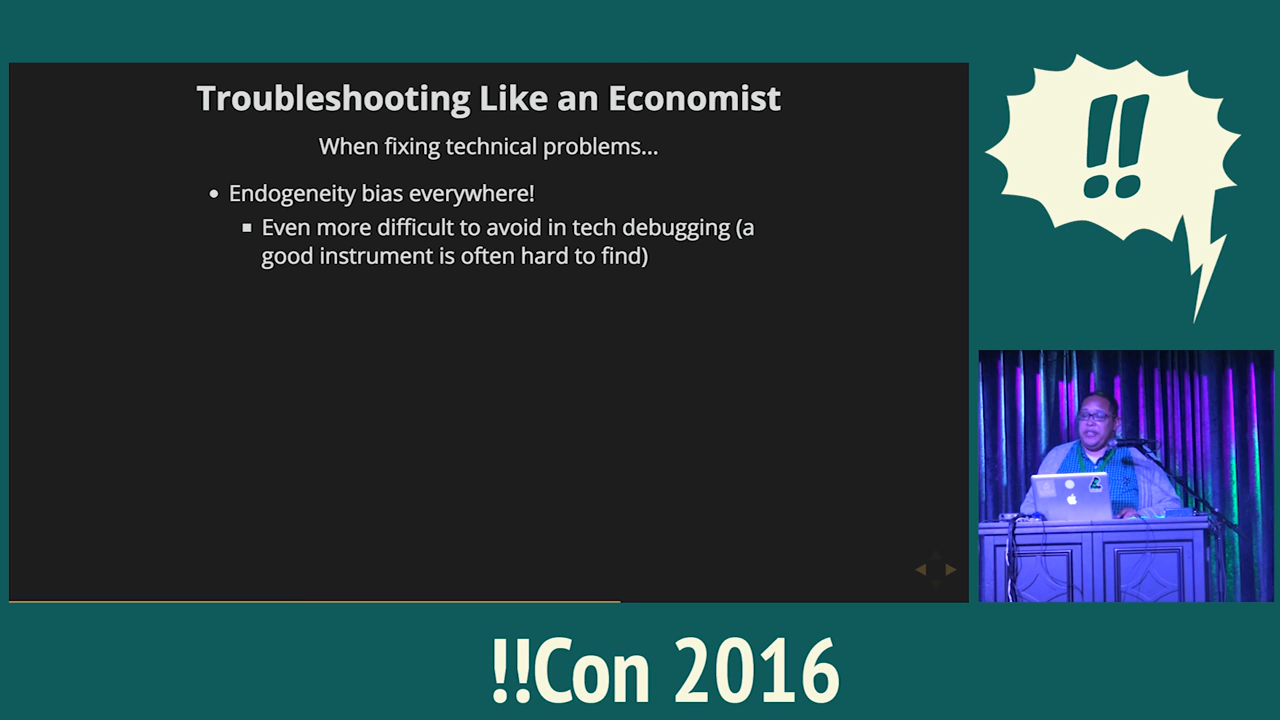 Troubleshooting Like an Economist
When fixing technical problems...
Endogeneity bias everywhere!
Even more difficult to avoid in tech debugging (a
good instrument is often hard to find)
!!
!!Con 2016